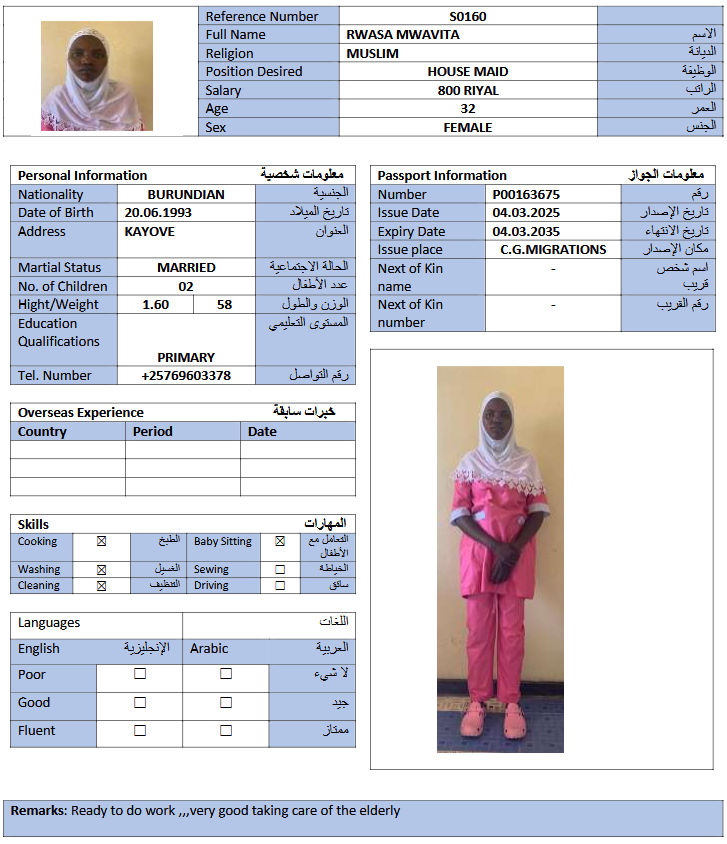 Reference Number S0160
Full Name RWASA MWAVITA الاسم
Religion MUSLIM الديانة
Position Desired HOUSE MAID الوظيفة
Salary 800 RIYAL الراتب
Age 32 العمر
Sex FEMALE الجنس
Personal Information معلومات شخصية
Nationality BURUNDIAN الجنسية
Date of Birth 20.06.1993 تاريخ الميلاد
Address KAYOVE العنوان
Martial Status MARRIED الحالة الاجتماعية
No. of Children 02 عدد الأطفال
Hight/Weight 1.60 58 الوزن والطول
Education المستوى التعليمي
Qualifications
PRIMARY
Tel. Number +25769603378 رقم التواصل
Passport Information معلومات الجواز
Number P00163675 رقم
Issue Date 04.03.2025 تاريخ الإصدار
Expiry Date 04.03.2035 تاريخ الانتهاء
Issue place C.G.MIGRATIONS مكان الإصدار
Next of Kin - اسم شخص
name قريب
Next of Kin - رقم القريب
number
Overseas Experience خبرات سابقة
Country Period Date
Skills المهارات
Cooking ☒ الطبخ Baby Sitting ☒ التعامل مع
الأطفال
Washing ☒ الغسيل Sewing ☐ الخياطة
Cleaning ☒ التنظيف Driving ☐ سائق
Languages اللغات
English الإنجليزية Arabic العربية
Poor ☐ ☐ لا شيء
Good ☐ ☐ جيد
Fluent ☐ ☐ ممتاز
Remarks: Ready to do work ,,,very good taking care of the elderly